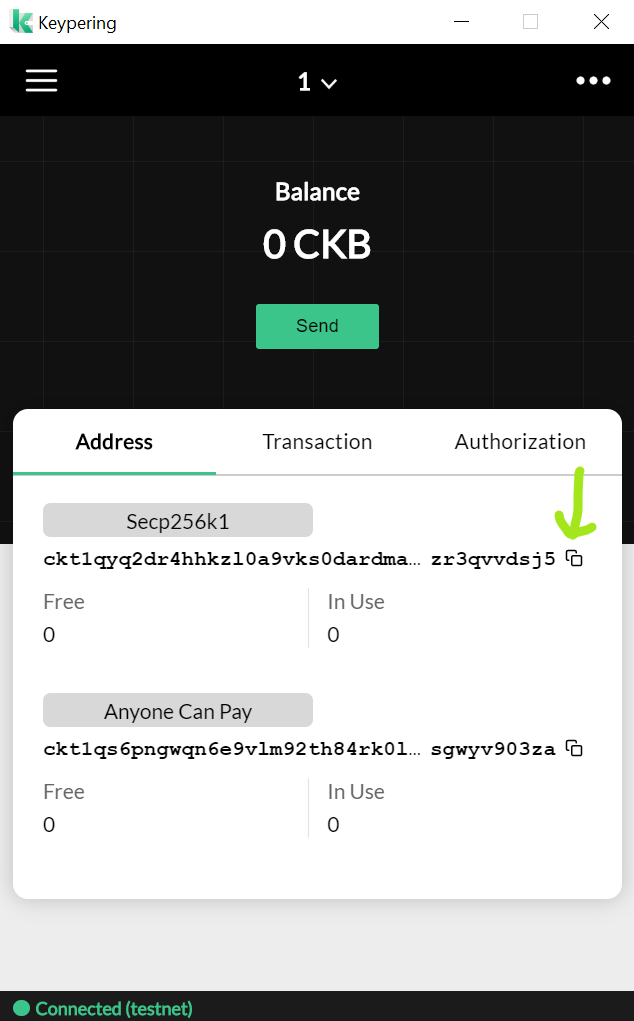 Keypering
1
Balance
0 CKB
Send
Address Transaction Authorization
Secp256k1
ckt1qyq2dr4hhkzl0a9vks0dardma... zr3qvvdsj5
Free In Use
0 0
Anyone Can Pay
ckt1qs6pngwqn6e9vlm92th84rk0l... sgwyv903za
Free In Use
0 0
Connected (testnet)